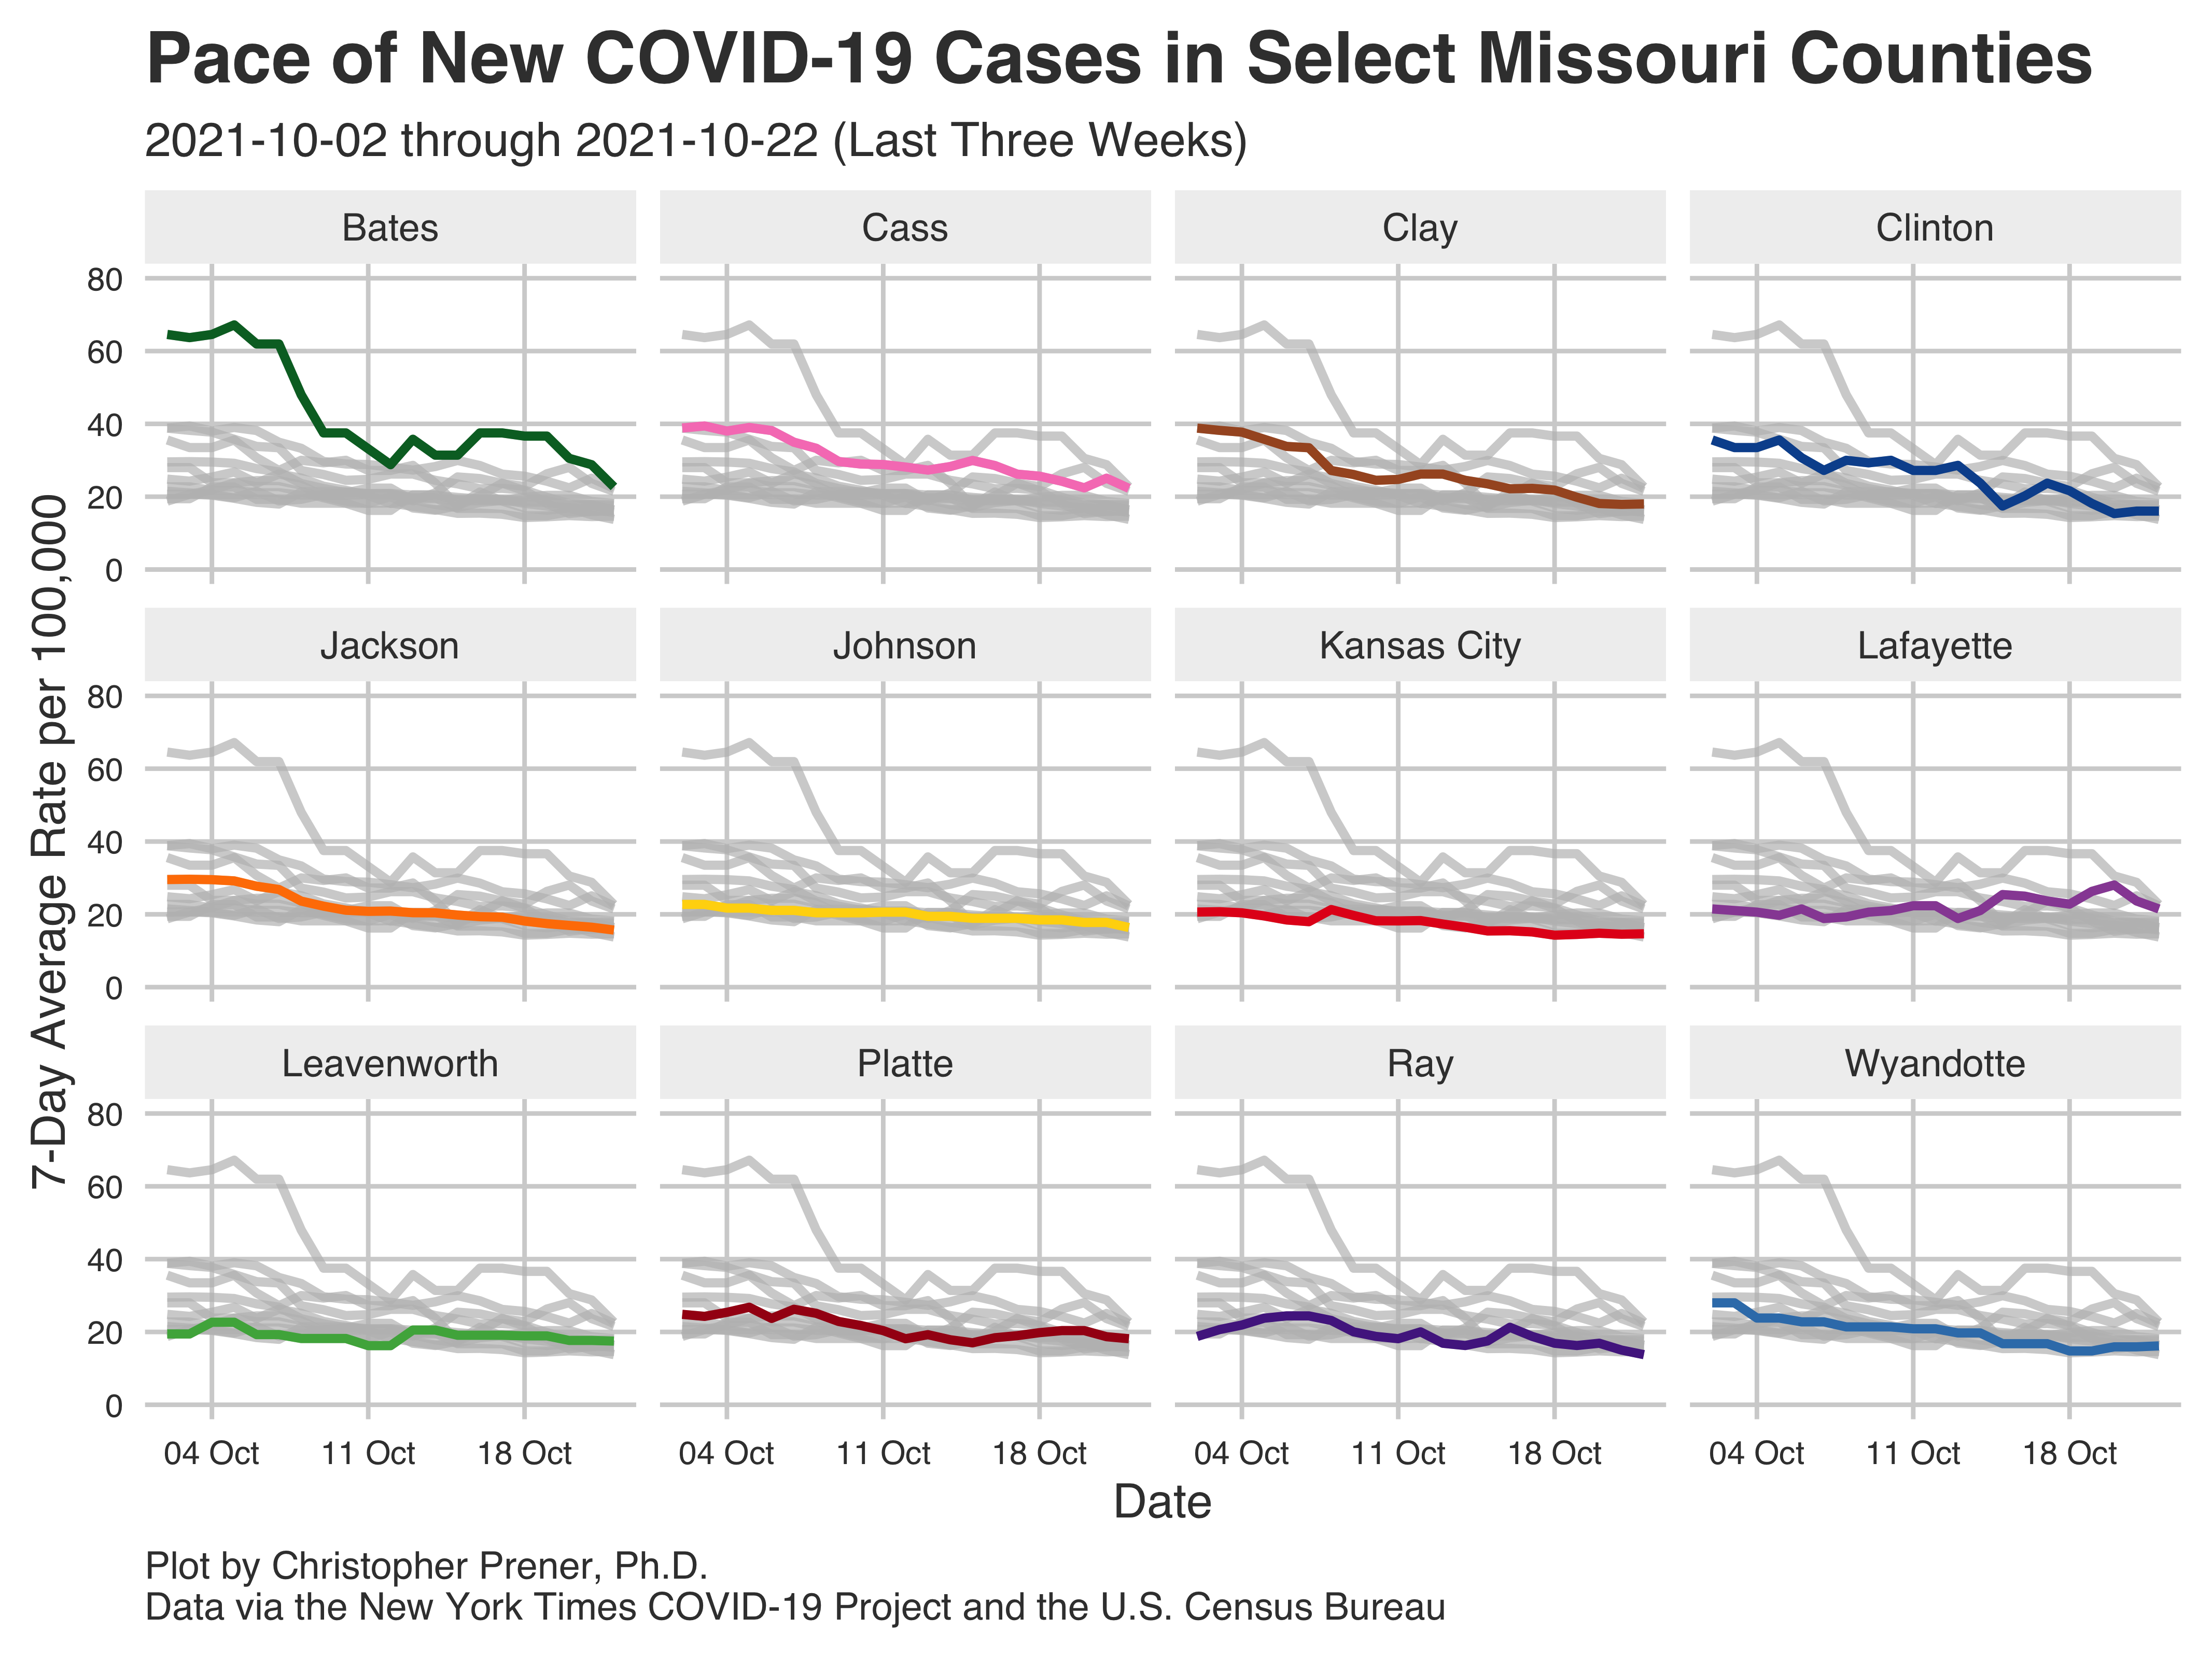 Pace of New COVID-19 Cases in Select Missouri Counties
2021-10-02 through 2021-10-22 (Last Three Weeks)
7-Day Average Rate per 100,000
Bates
Cass
Clay
Clinton
80
60
40
20
0
Jackson
Johnson
Kansas City
Lafayette
80
60
40
20
0
Leavenworth
Platte
Ray
Wyandotte
80
60
40
20
0
04 Oct 11 Oct 18 Oct
04 Oct 11 Oct 18 Oct
04 Oct 11 Oct 18 Oct
04 Oct 11 Oct 18 Oct
Date
Plot by Christopher Prener, Ph.D.
Data via the New York Times COVID-19 Project and the U.S. Census Bureau